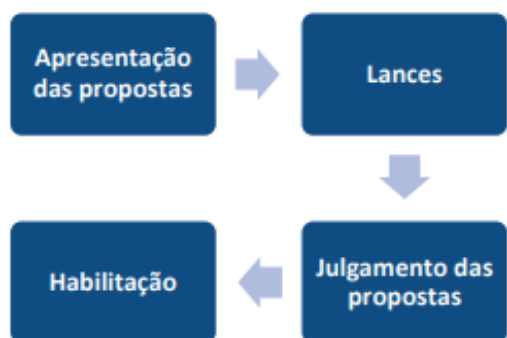 Apresentação
das propostas
Lances
Julgamento das
propostas
Habilitação